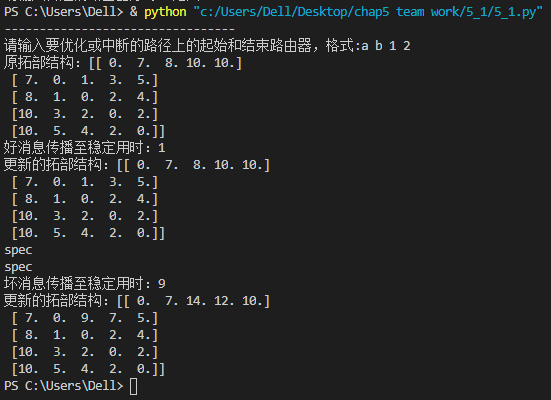 PS C:\Users\Dell> & python "c:/Users/Dell/Desktop/chap5 team work/5_1/5_1.py"
--------------------------------
请输入要优化或中断的路径上的起始和结束路由器，格式:a b 1 2
原拓部结构：[[ 0.  7.  8. 10. 10.]
 [ 7.  0.  1.  3.  5.]
 [ 8.  1.  0.  2.  4.]
 [10.  3.  2.  0.  2.]
 [10.  5.  4.  2.  0.]]
好消息传播至稳定用时：1
更新的拓部结构：[[ 0.  7.  8. 10. 10.]
 [ 7.  0.  1.  3.  5.]
 [ 8.  1.  0.  2.  4.]
 [10.  3.  2.  0.  2.]
 [10.  5.  4.  2.  0.]]
spec
spec
坏消息传播至稳定用时：9
更新的拓部结构：[[ 0.  7. 14. 12. 10.]
 [ 7.  0.  9.  7.  5.]
 [ 8.  1.  0.  2.  4.]
 [10.  3.  2.  0.  2.]
 [10.  5.  4.  2.  0.]]
PS C:\Users\Dell>